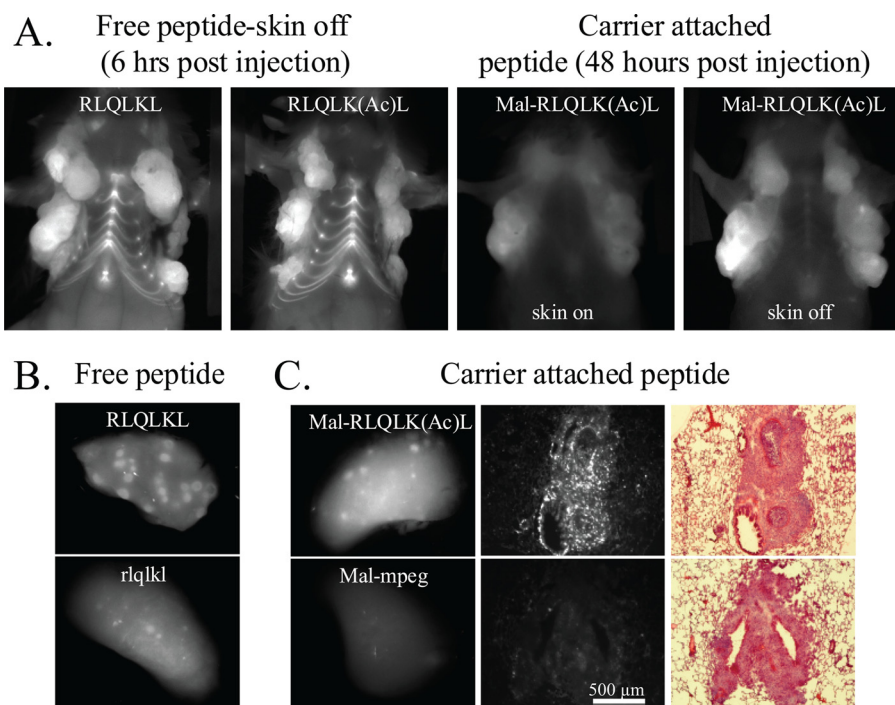 A.
Free peptide-skin off
(6 hrs post injection)
Carrier attached
peptide (48 hours post injection)
RLQLKL
RLQLK(Ac)L
Mal-RLQLK(Ac)L
Mal-RLQLK(Ac)L
skin on
skin off
B.
Free peptide
C.
Carrier attached peptide
RLQLKL
Mal-RLQLK(Ac)L
rlqlkl
Mal-mpeg
500 µm